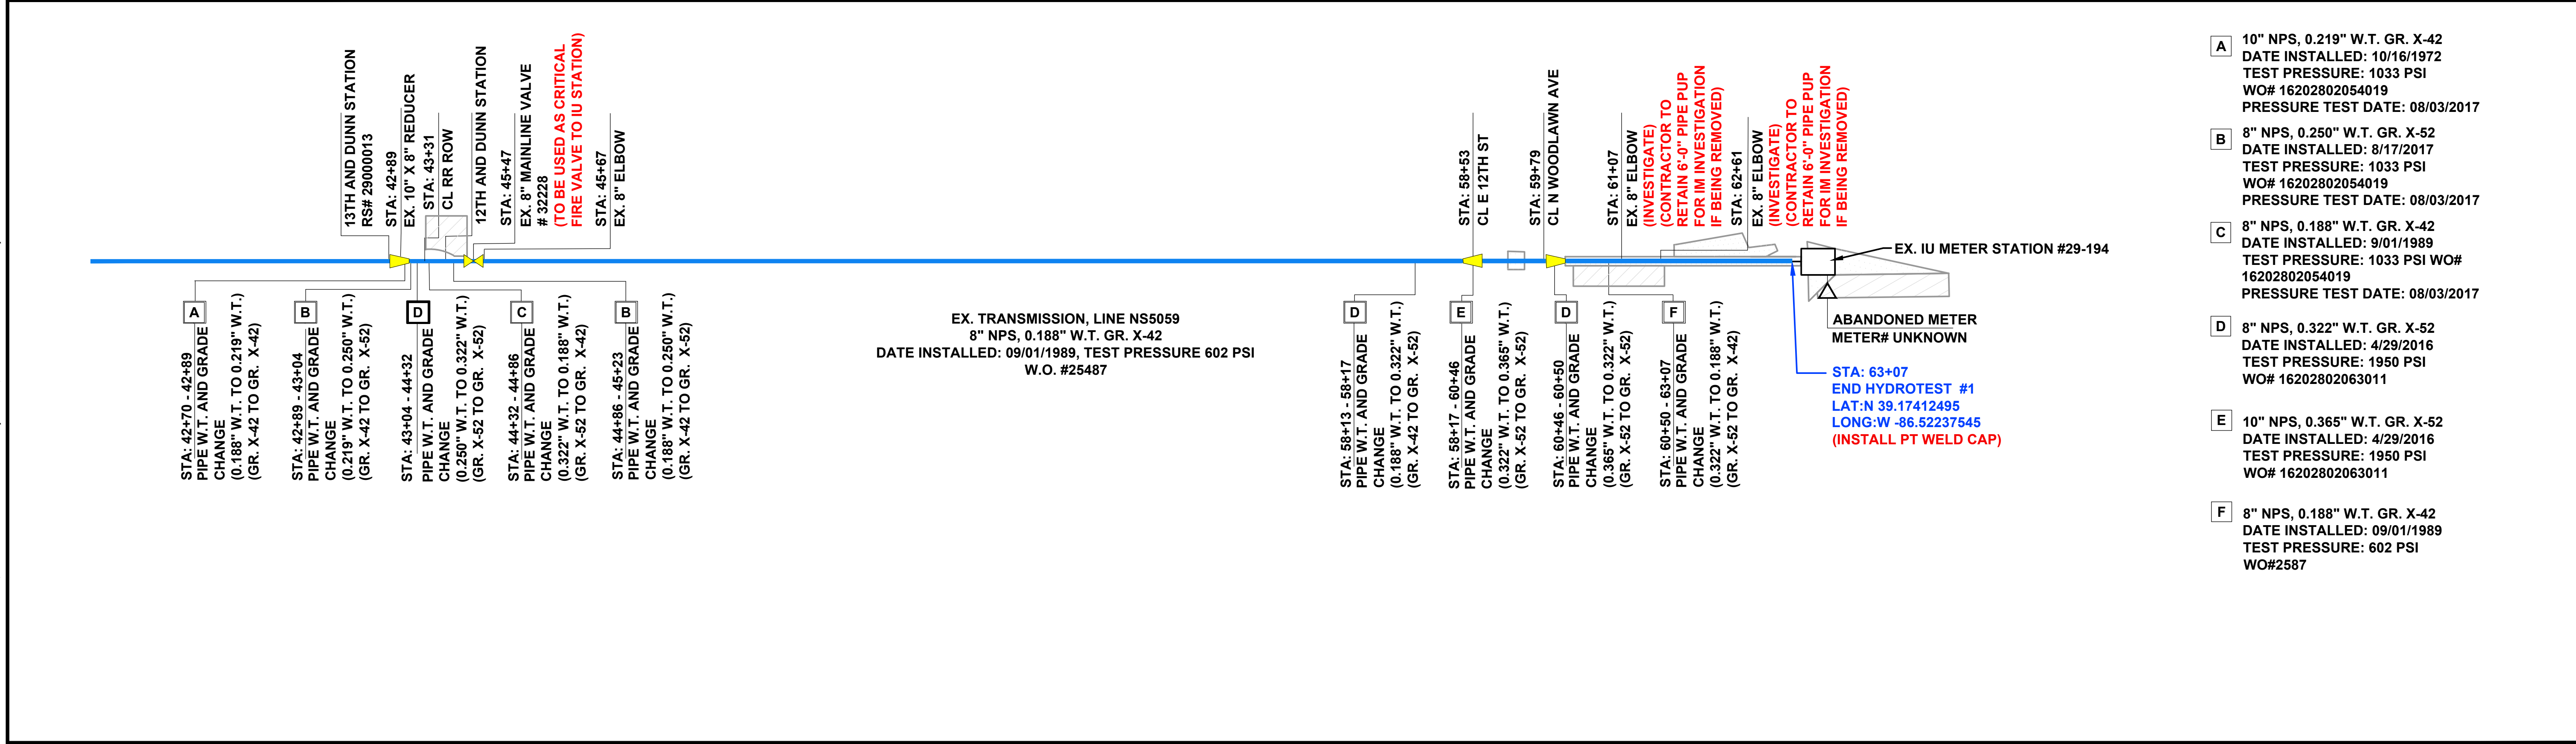 13TH AND DUNN STATION
RS# 29000013
STA: 42+89
EX. 10" X 8" REDUCER
STA: 43+31
CL RR ROW
12TH AND DUNN STATION
STA: 45+47
EX. 8" MAINLINE VALVE
# 32228
(TO BE USED AS CRITICAL
FIRE VALVE TO IU STATION)
STA: 45+67
EX. 8" ELBOW
STA: 58+53
CL E 12TH ST
STA: 59+79
CL N WOODLAWN AVE
STA: 61+07
EX. 8" ELBOW
(INVESTIGATE)
(CONTRACTOR TO
RETAIN 6'-0" PIPE PUP
FOR IM INVESTIGATION
IF BEING REMOVED)
STA: 62+61
EX. 8" ELBOW
(INVESTIGATE)
(CONTRACTOR TO
RETAIN 6'-0" PIPE PUP
FOR IM INVESTIGATION
IF BEING REMOVED)
EX. IU METER STATION #29-194
ABANDONED METER
METER# UNKNOWN
STA: 63+07
END HYDROTEST #1
LAT:N 39.17412495
LONG:W -86.52237545
(INSTALL PT WELD CAP)
A
STA: 42+70 - 42+89
PIPE W.T. AND GRADE
CHANGE
(0.188" W.T. TO 0.219" W.T.)
(GR. X-42 TO GR. X-42)
B
STA: 42+89 - 43+04
PIPE W.T. AND GRADE
CHANGE
(0.219" W.T. TO 0.250" W.T.)
(GR. X-42 TO GR. X-52)
D
STA: 43+04 - 44+32
PIPE W.T. AND GRADE
CHANGE
(0.250" W.T. TO 0.322" W.T.)
(GR. X-52 TO GR. X-52)
C
STA: 44+32 - 44+86
PIPE W.T. AND GRADE
CHANGE
(0.322" W.T. TO 0.188" W.T.)
(GR. X-52 TO GR. X-42)
B
STA: 44+86 - 45+23
PIPE W.T. AND GRADE
CHANGE
(0.188" W.T. TO 0.250" W.T.)
(GR. X-42 TO GR. X-52)
EX. TRANSMISSION, LINE NS5059
8" NPS, 0.188" W.T. GR. X-42
DATE INSTALLED: 09/01/1989, TEST PRESSURE 602 PSI
W.O. #25487
D
STA: 58+13 - 58+17
PIPE W.T. AND GRADE
CHANGE
(0.188" W.T. TO 0.322" W.T.)
(GR. X-42 TO GR. X-52)
E
STA: 58+17 - 60+46
PIPE W.T. AND GRADE
CHANGE
(0.322" W.T. TO 0.365" W.T.)
(GR. X-52 TO GR. X-52)
D
STA: 60+46 - 60+50
PIPE W.T. AND GRADE
CHANGE
(0.365" W.T. TO 0.322" W.T.)
(GR. X-52 TO GR. X-52)
F
STA: 60+50 - 63+07
PIPE W.T. AND GRADE
CHANGE
(0.322" W.T. TO 0.188" W.T.)
(GR. X-52 TO GR. X-42)
A
10" NPS, 0.219" W.T. GR. X-42
DATE INSTALLED: 10/16/1972
TEST PRESSURE: 1033 PSI
WO# 16202802054019
PRESSURE TEST DATE: 08/03/2017
B
8" NPS, 0.250" W.T. GR. X-52
DATE INSTALLED: 8/17/2017
TEST PRESSURE: 1033 PSI
WO# 16202802054019
PRESSURE TEST DATE: 08/03/2017
C
8" NPS, 0.188" W.T. GR. X-42
DATE INSTALLED: 9/01/1989
TEST PRESSURE: 1033 PSI WO#
16202802054019
PRESSURE TEST DATE: 08/03/2017
D
8" NPS, 0.322" W.T. GR. X-52
DATE INSTALLED: 4/29/2016
TEST PRESSURE: 1950 PSI
WO# 16202802063011
E
10" NPS, 0.365" W.T. GR. X-52
DATE INSTALLED: 4/29/2016
TEST PRESSURE: 1950 PSI
WO# 16202802063011
F
8" NPS, 0.188" W.T. GR. X-42
DATE INSTALLED: 09/01/1989
TEST PRESSURE: 602 PSI
WO#2587